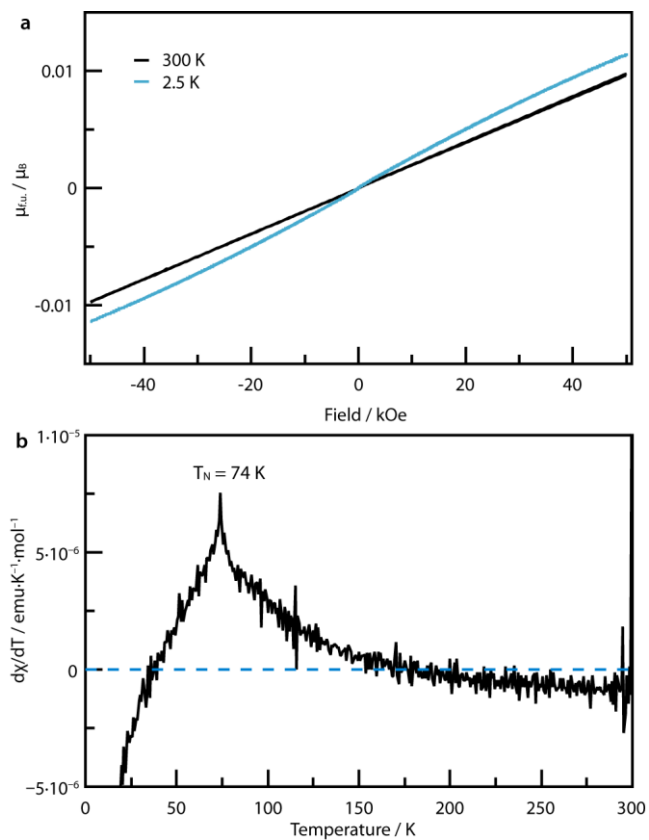 a
0.01
0
-0.01
μf.u. / μB
300 K
2.5 K
-40
-20
0
20
40
Field / kOe
b
1·10⁻⁵
5·10⁻⁶
0
−5·10⁻⁶
dχ/dT / emu·K⁻¹·mol⁻¹
TN = 74 K
0
50
75
100
150
200
250
300
Temperature / K